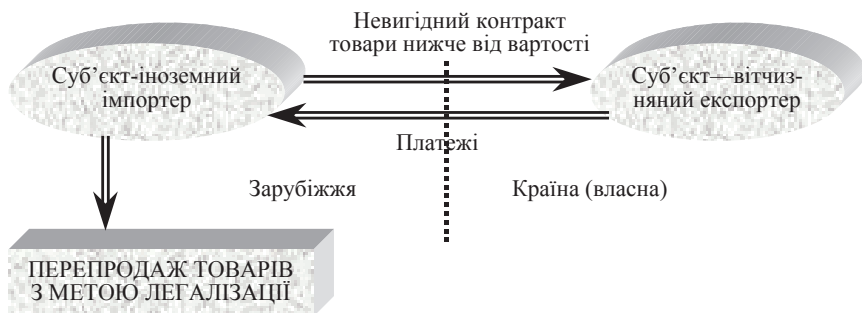 Невигідний контракт
товари нижче від вартості
Суб’єкт-іноземний
імпортер
Суб’єкт—вітчиз-
няний експортер
Платежі
Зарубіжжя
Країна (власна)
ПЕРЕПРОДАЖ ТОВАРІВ
З МЕТОЮ ЛЕГАЛІЗАЦІЇ